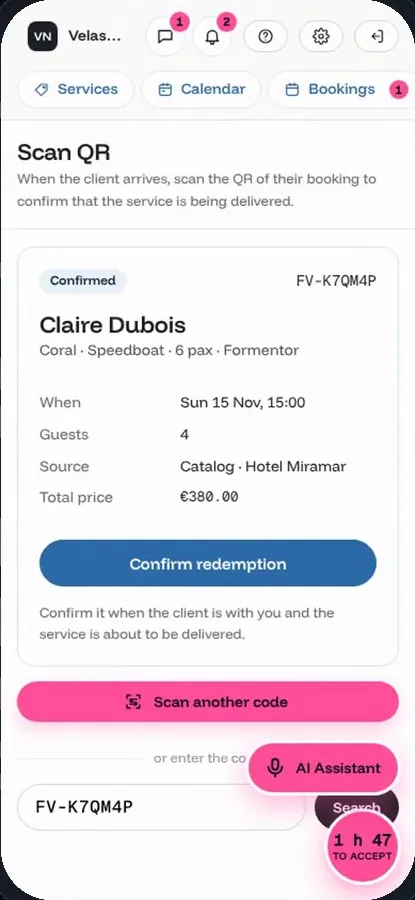 VN Velas... 1 2
Services Calendar Bookings 1
Scan QR
When the client arrives, scan the QR of their booking to
confirm that the service is being delivered.
Confirmed FV-K7QM4P
Claire Dubois
Coral · Speedboat · 6 pax · Formentor
When Sun 15 Nov, 15:00
Guests 4
Source Catalog · Hotel Miramar
Total price €380.00
Confirm redemption
Confirm it when the client is with you and the
service is about to be delivered.
Scan another code
or enter the co
AI Assistant
FV-K7QM4P Search
1 h 47
TO ACCEPT